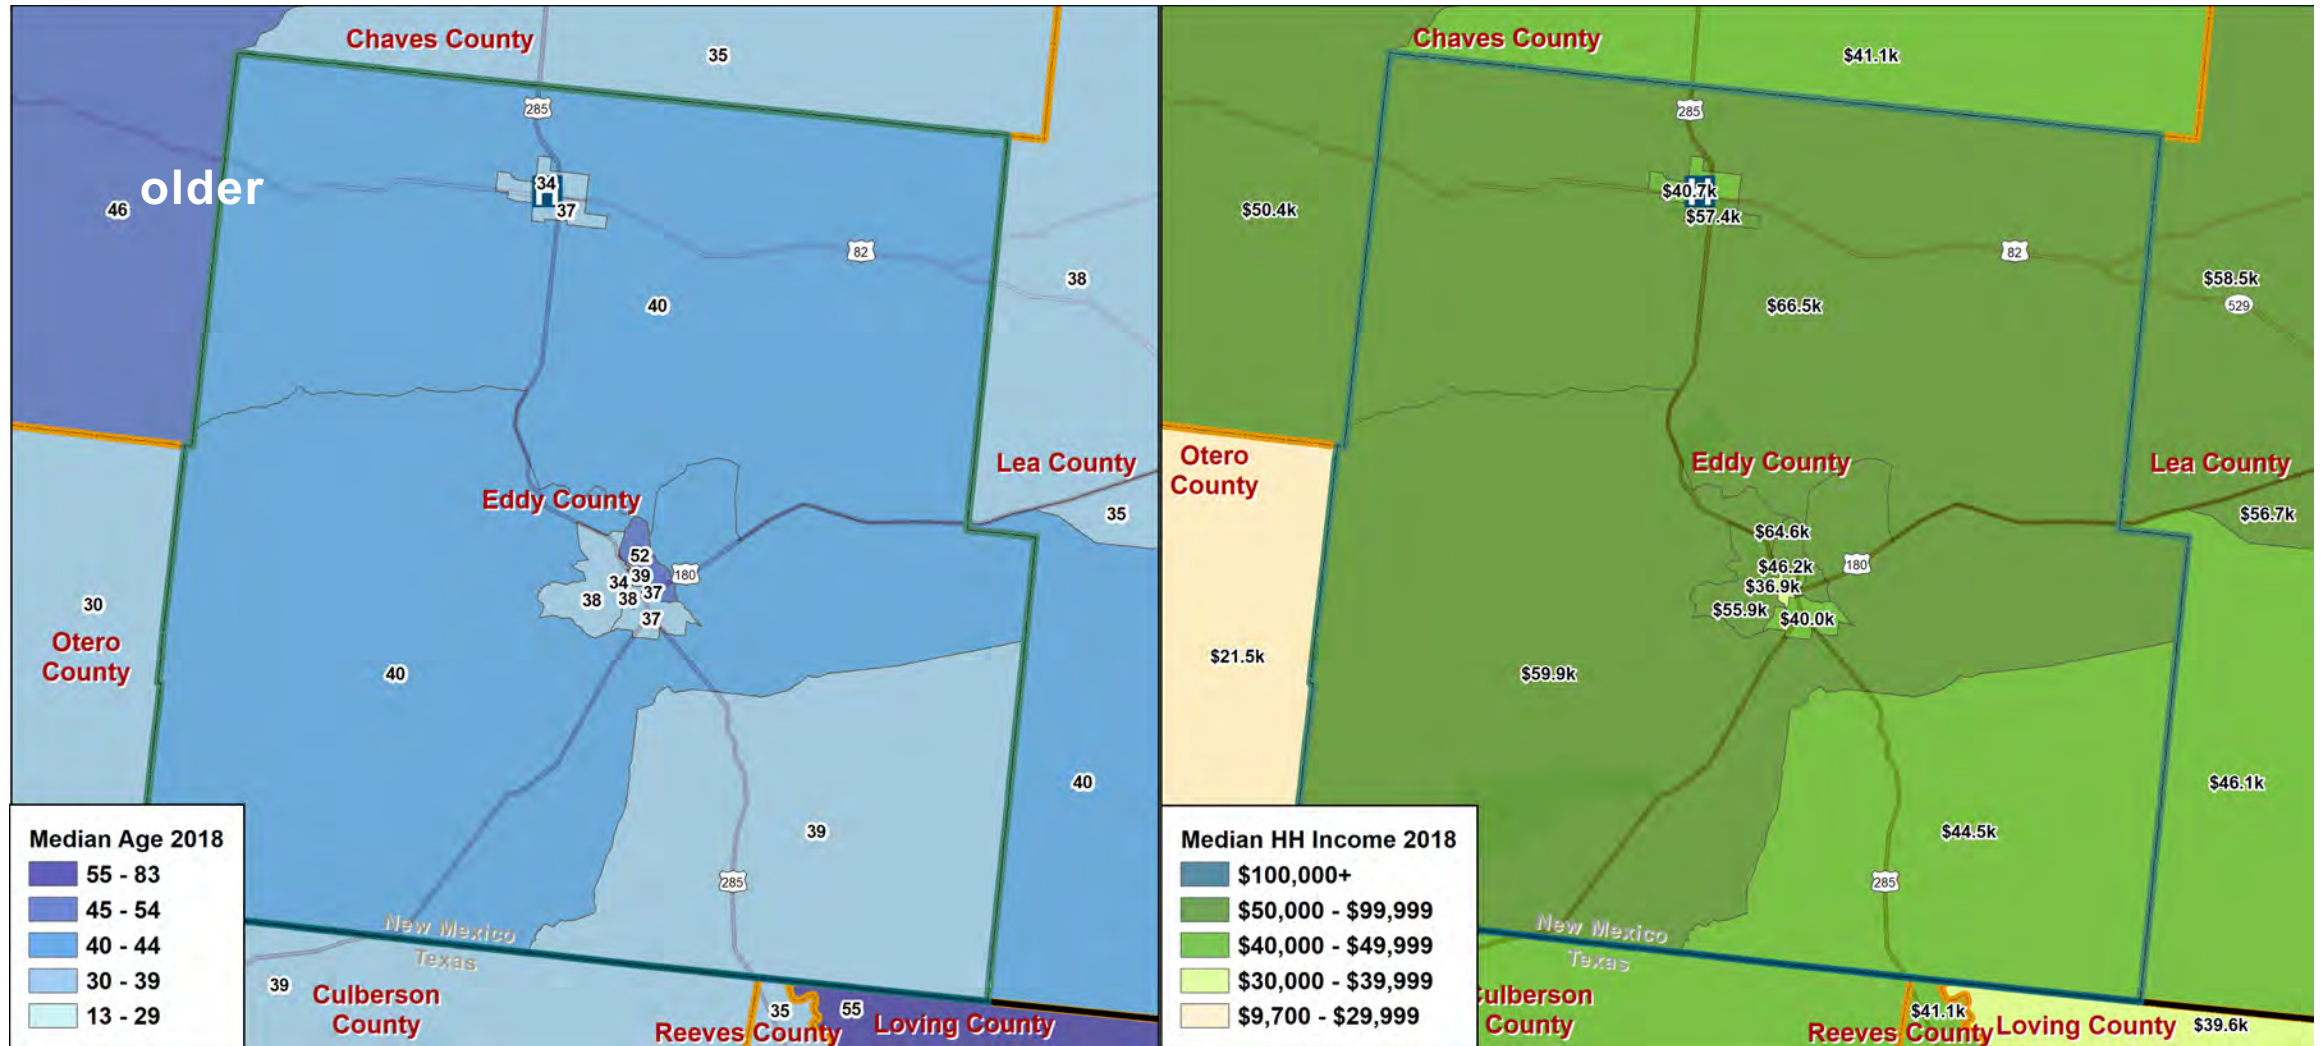 Chaves County
35
285
older
46
34
H
37
82
38
40
Lea County
35
Eddy County
52
180
39
34
37
38
38
37
30
Otero
County
40
40
39
Median Age 2018
55 - 83
45 - 54
40 - 44
30 - 39
13 - 29
285
New Mexico
Texas
39
Culberson
County
35
55
Reeves County
Loving County
Chaves County
$41.1k
285
$40.7k
H
$50.4k
$57.4k
82
$58.5k
529
$66.5k
Otero
County
Eddy County
Lea County
$56.7k
$64.6k
180
$46.2k
$36.9k
$55.9k
$40.0k
$21.5k
$59.9k
$46.1k
$44.5k
Median HH Income 2018
$100,000+
$50,000 - $99,999
$40,000 - $49,999
$30,000 - $39,999
$9,700 - $29,999
285
New Mexico
Texas
ulberson
County
$41.1k
Reeves County
Loving County
$39.6k